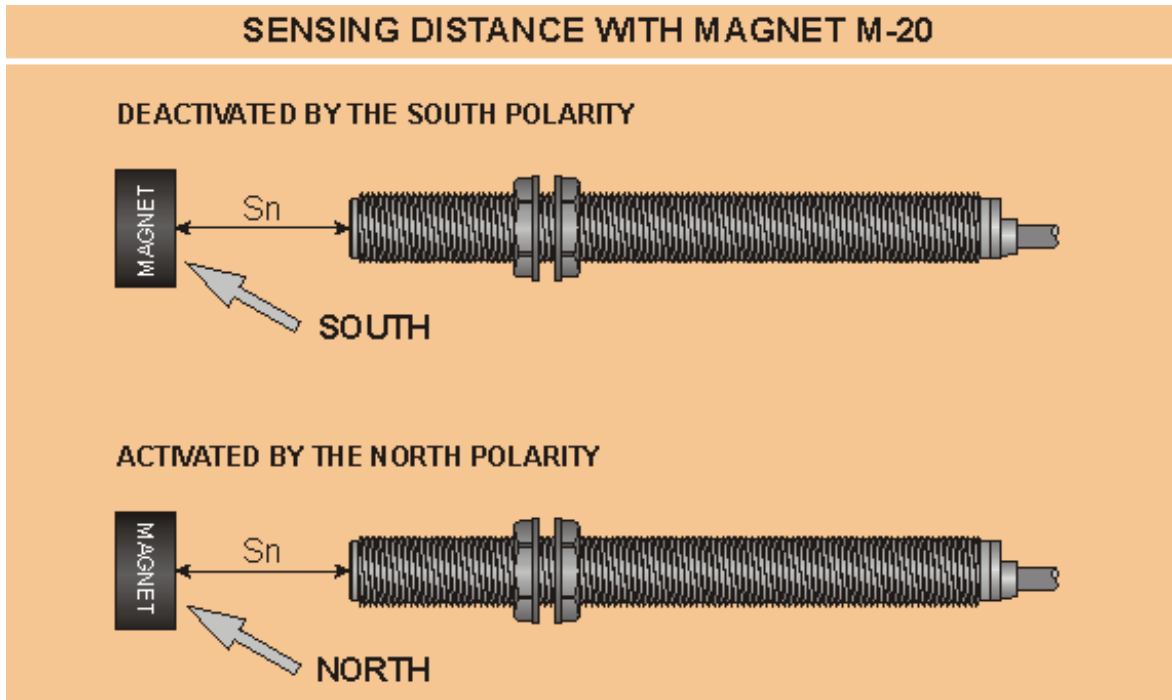 SENSING DISTANCE WITH MAGNET M-20
DEACTIVATED BY THE SOUTH POLARITY
MAGNET
Sn
SOUTH
ACTIVATED BY THE NORTH POLARITY
MAGNET
Sn
NORTH